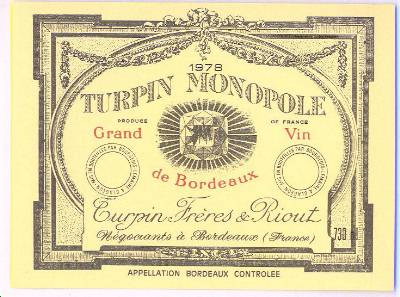 1978
TURPIN MONOPOLE
PRODUCE OF FRANCE
Grand Vin
de Bordeaux
Turpin Frères & Riout
Négociants à Bordeaux (France)
730
APPELLATION BORDEAUX CONTROLEE